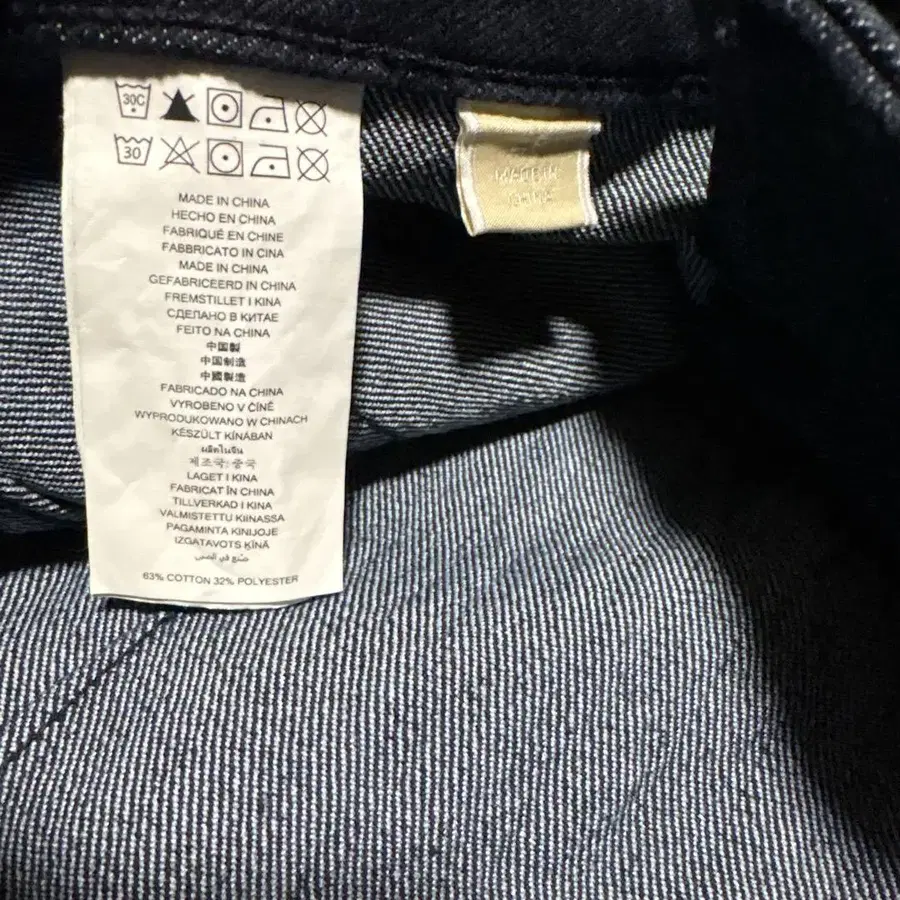 30C
30
MADE IN CHINA
HECHO EN CHINA
FABRIQUÉ EN CHINE
FABBRICATO IN CINA
MADE IN CHINA
GEFABRICEERD IN CHINA
FREMSTILLET I KINA
СДЕЛАНО В КИТАЕ
FEITO NA CHINA
中国製
中国制造
中國製造
FABRICADO NA CHINA
VYROBENO V ČÍNĚ
WYPRODUKOWANO W CHINACH
KÉSZÜLT KÍNÁBAN
ผลิตในจีน
제조국: 중국
LAGET I KINA
FABRICAT ÎN CHINA
TILLVERKAD I KINA
VALMISTETTU KIINASSA
PAGAMINTA KINIJOJE
IZGATAVOTS ĶĪNĀ
صنع في الصين
63% COTTON 32% POLYESTER
MADE IN
CHINA